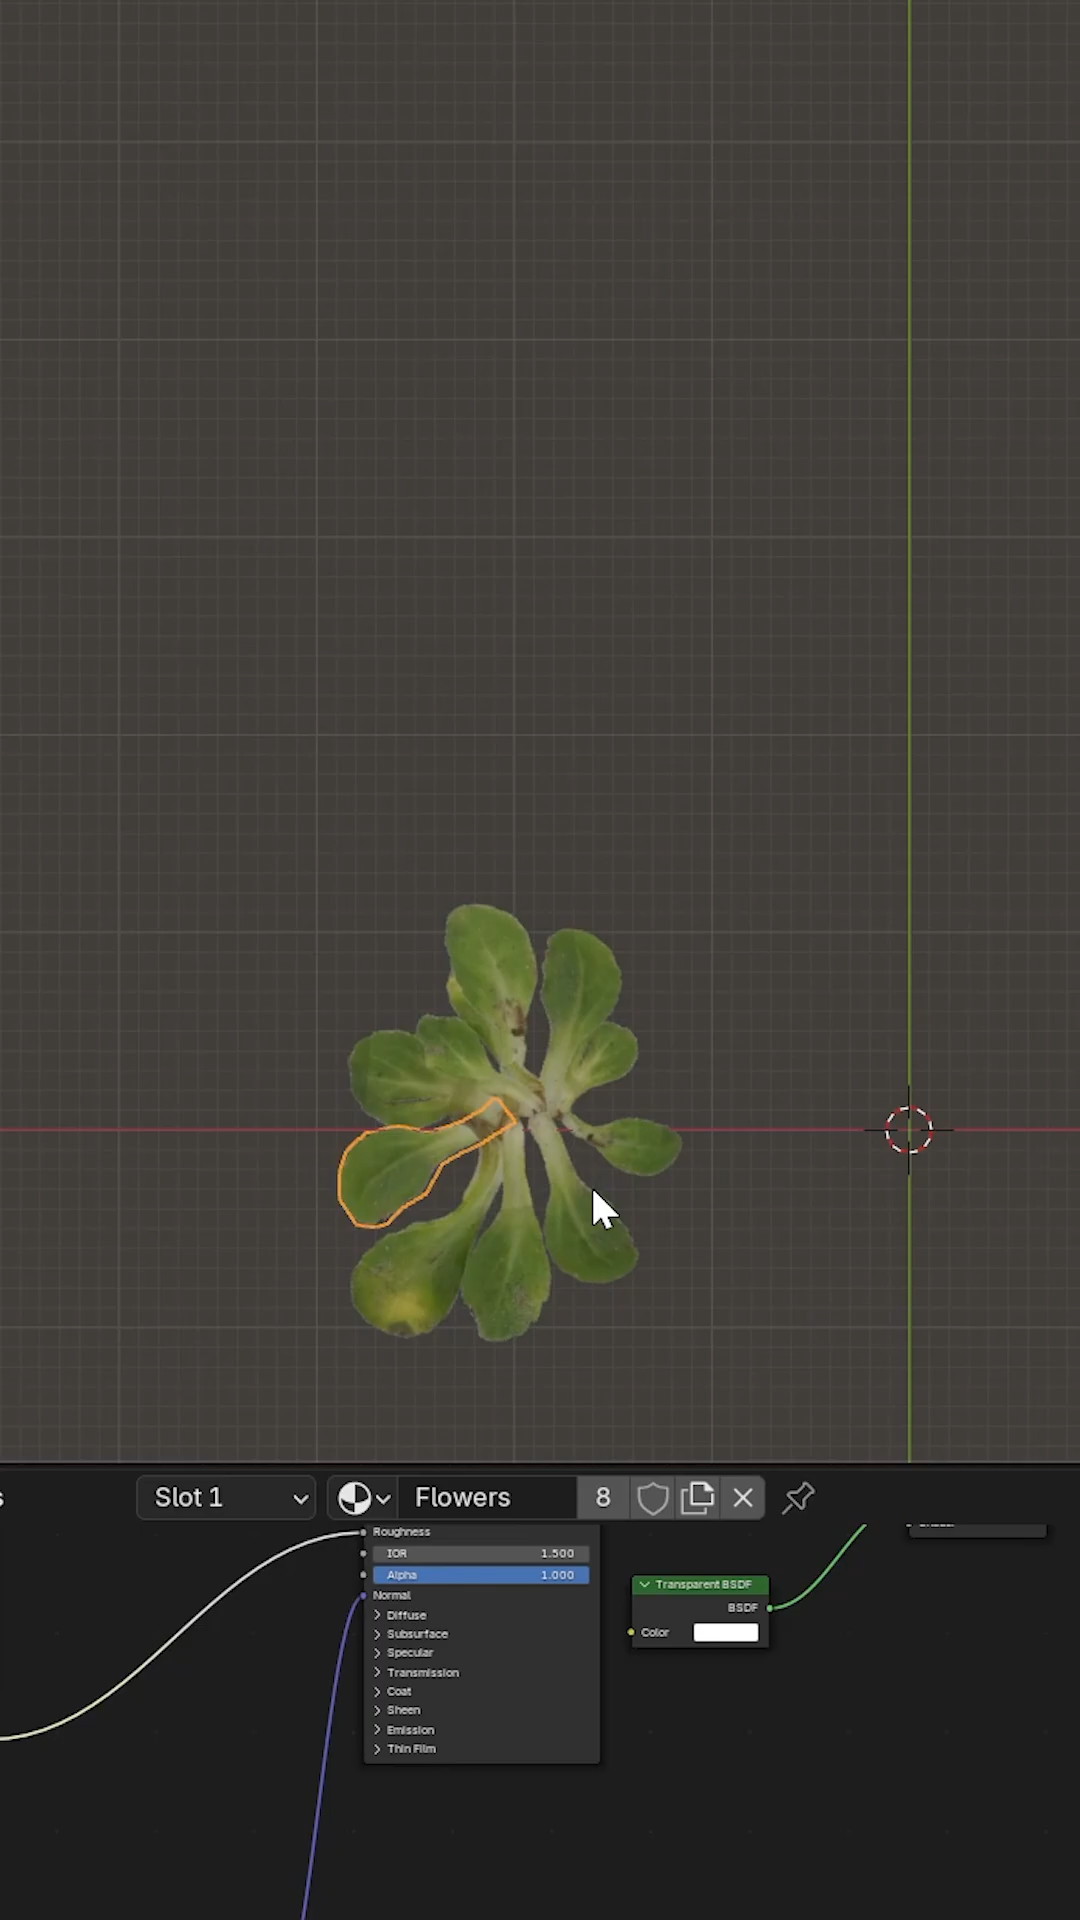 Slot 1
Flowers
8
Roughness
IOR 1.500
Alpha 1.000
Normal
Diffuse
Subsurface
Specular
Transmission
Coat
Sheen
Emission
Thin Film
Transparent BSDF
BSDF
Color